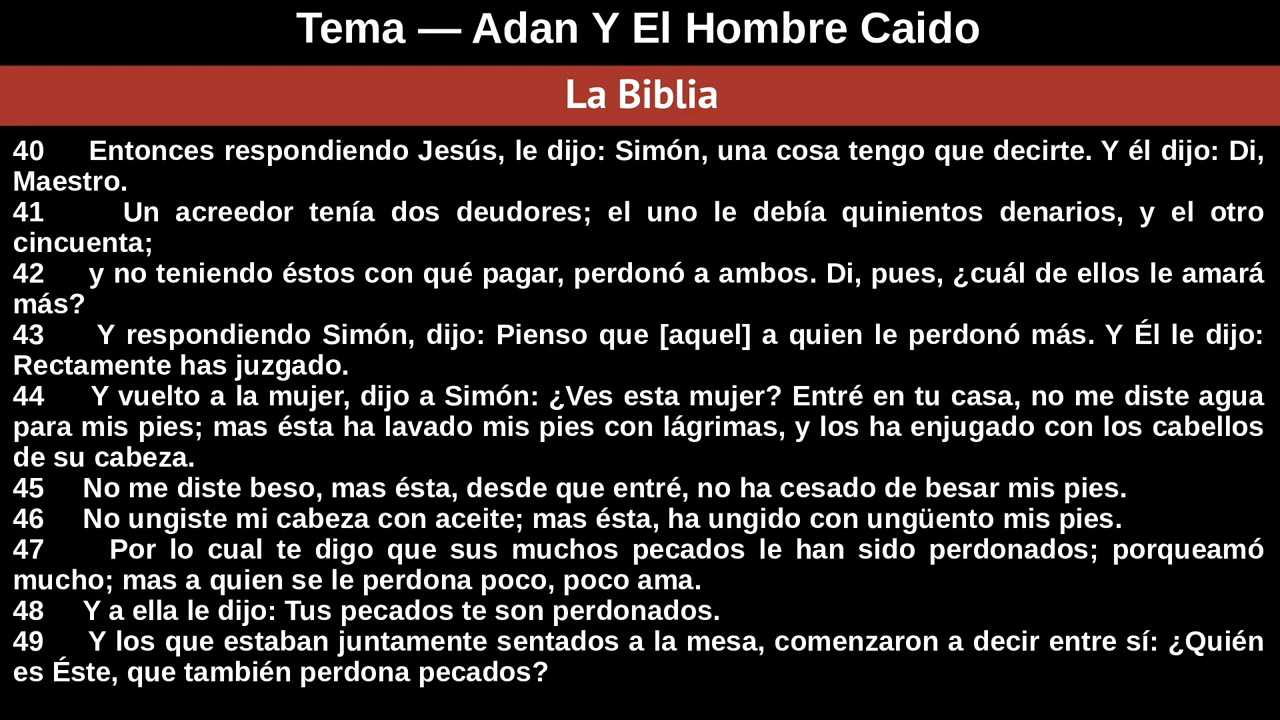 Tema — Adan Y El Hombre Caido
La Biblia
40 Entonces respondiendo Jesús, le dijo: Simón, una cosa tengo que decirte. Y él dijo: Di,
Maestro.
41 Un acreedor tenía dos deudores; el uno le debía quinientos denarios, y el otro
cincuenta;
42 y no teniendo éstos con qué pagar, perdonó a ambos. Di, pues, ¿cuál de ellos le amará
más?
43 Y respondiendo Simón, dijo: Pienso que [aquel] a quien le perdonó más. Y Él le dijo:
Rectamente has juzgado.
44 Y vuelto a la mujer, dijo a Simón: ¿Ves esta mujer? Entré en tu casa, no me diste agua
para mis pies; mas ésta ha lavado mis pies con lágrimas, y los ha enjugado con los cabellos
de su cabeza.
45 No me diste beso, mas ésta, desde que entré, no ha cesado de besar mis pies.
46 No ungiste mi cabeza con aceite; mas ésta, ha ungido con ungüento mis pies.
47 Por lo cual te digo que sus muchos pecados le han sido perdonados; porqueamó
mucho; mas a quien se le perdona poco, poco ama.
48 Y a ella le dijo: Tus pecados te son perdonados.
49 Y los que estaban juntamente sentados a la mesa, comenzaron a decir entre sí: ¿Quién
es Éste, que también perdona pecados?